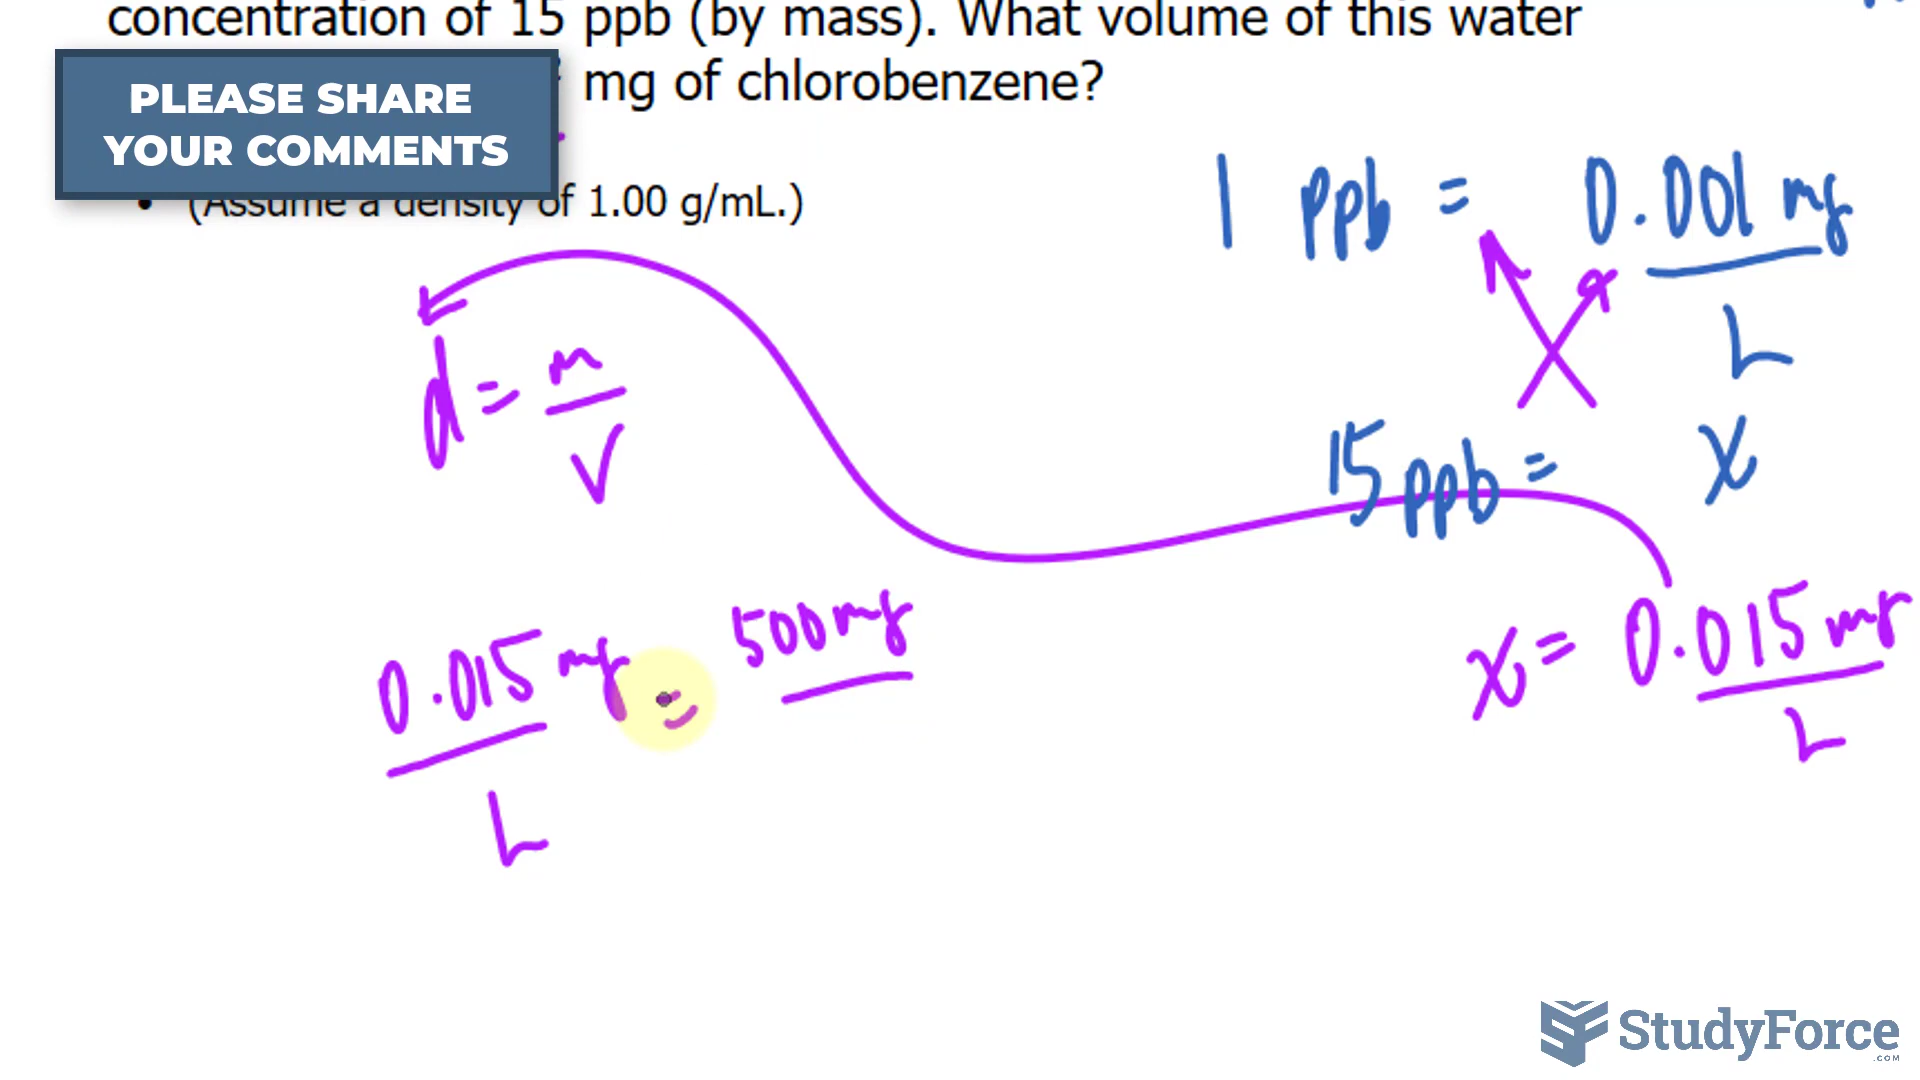 concentration of 15 ppb (by mass). What volume of this water
mg of chlorobenzene?
PLEASE SHARE
YOUR COMMENTS
• (Assume a density of 1.00 g/mL.)
1 ppb = 0.001 mg
L
15 ppb = x
d = m
V
x = 0.015 mg
L
0.015 mg = 500 mg
L
StudyForce
.COM